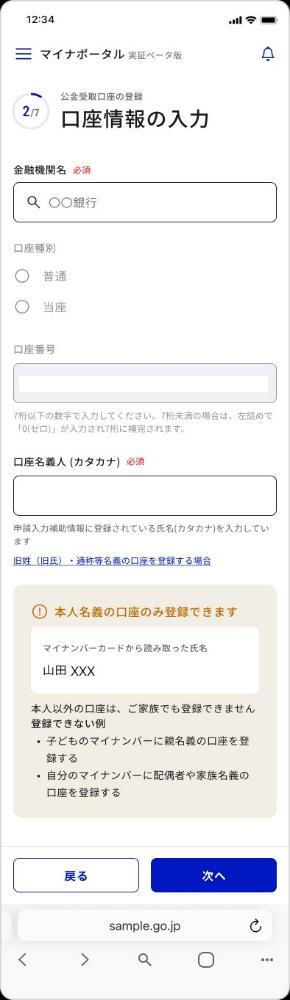 12:34
マイナポータル 実証ベータ版
2/7
公金受取口座の登録
口座情報の入力
金融機関名 必須
〇〇銀行
口座種別
普通
当座
口座番号
7桁以下の数字で入力してください。7桁未満の場合は、左詰めで
「0(ゼロ)」が入力され7桁に補完されます。
口座名義人 (カタカナ) 必須
申請入力補助情報に登録されている氏名(カタカナ)を入力してい
ます
旧姓（旧氏）・通称等名義の口座を登録する場合
本人名義の口座のみ登録できます
マイナンバーカードから読み取った氏名
山田 XXX
本人以外の口座は、ご家族でも登録できません
登録できない例
• 子どものマイナンバーに親名義の口座を登
録する
• 自分のマイナンバーに配偶者や家族名義の
口座を登録する
戻る
次へ
sample.go.jp